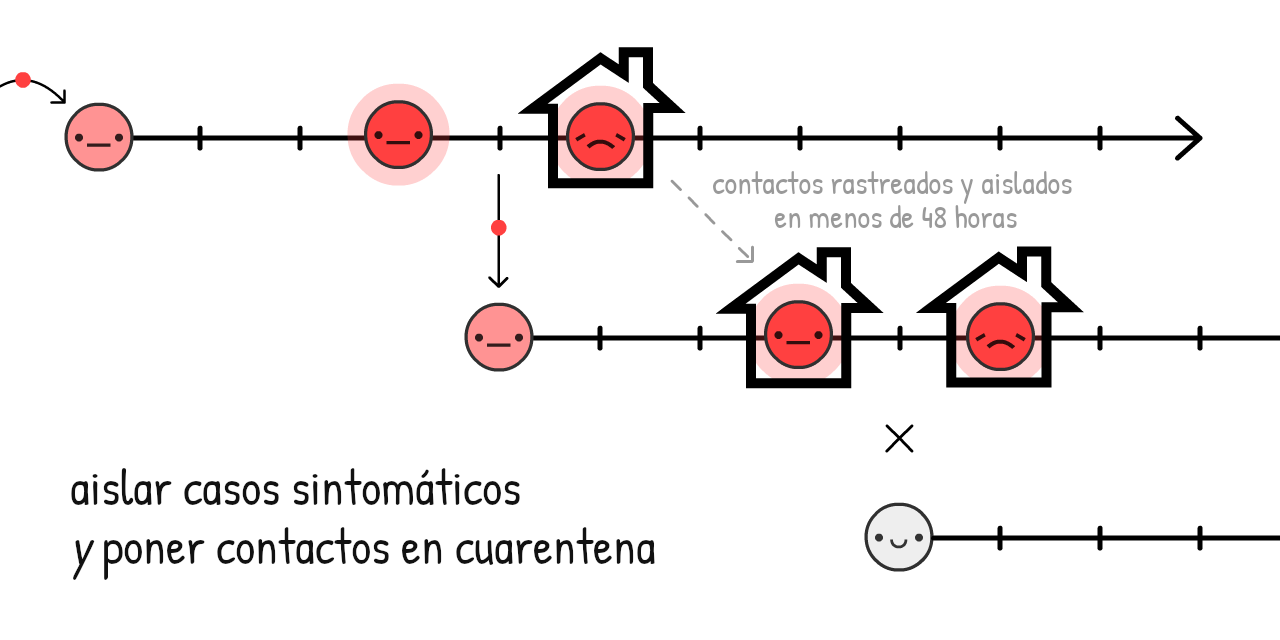 contactos rastreados y aislados
en menos de 48 horas
aislar casos sintomáticos
y poner contactos en cuarentena